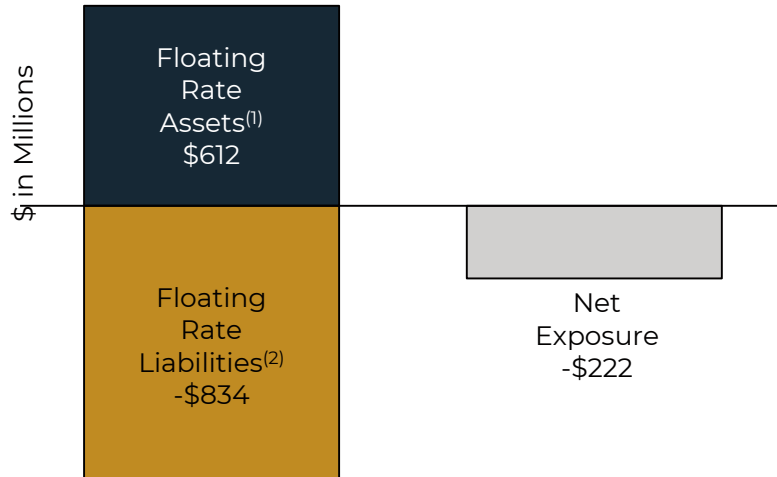 $ in Millions
Floating
Rate
Assets(1)
$612
Floating
Rate
Liabilities(2)
-$834
Net
Exposure
-$222